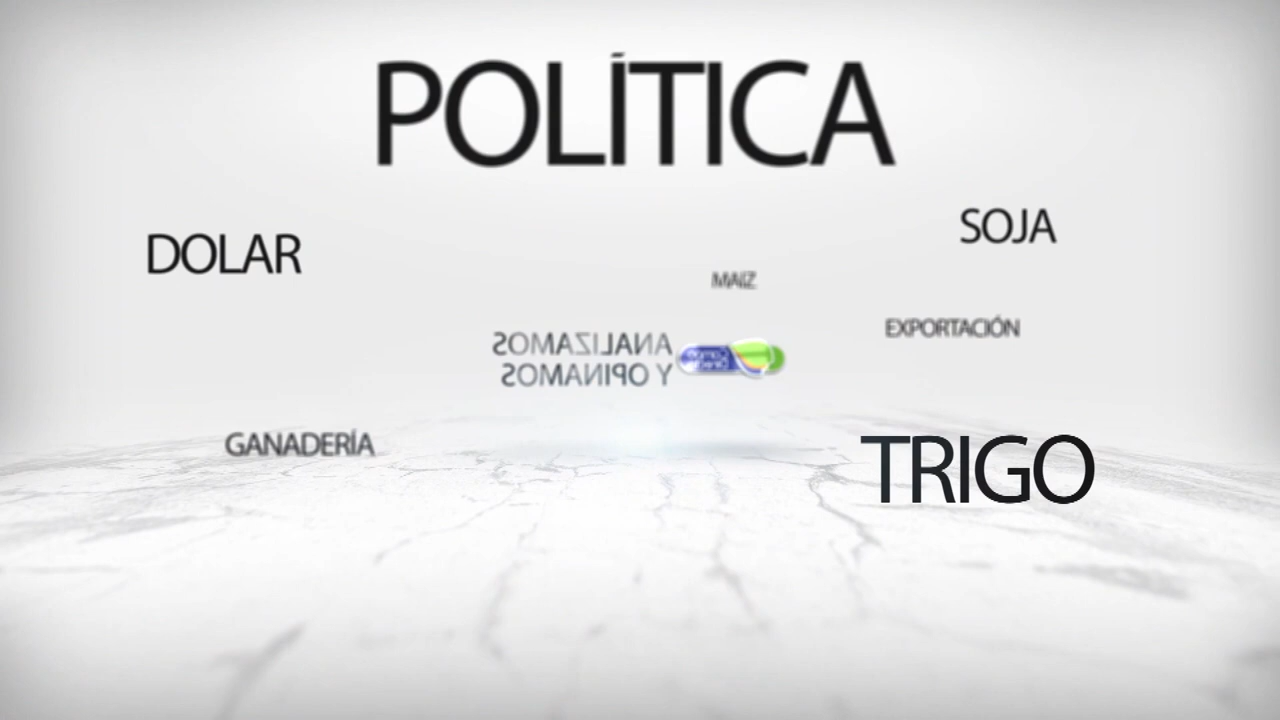 POLÍTICA
SOJA
DOLAR
MAIZ
EXPORTACIÓN
ANALIZAMOS
Y OPINAMOS
GANADERÍA
TRIGO